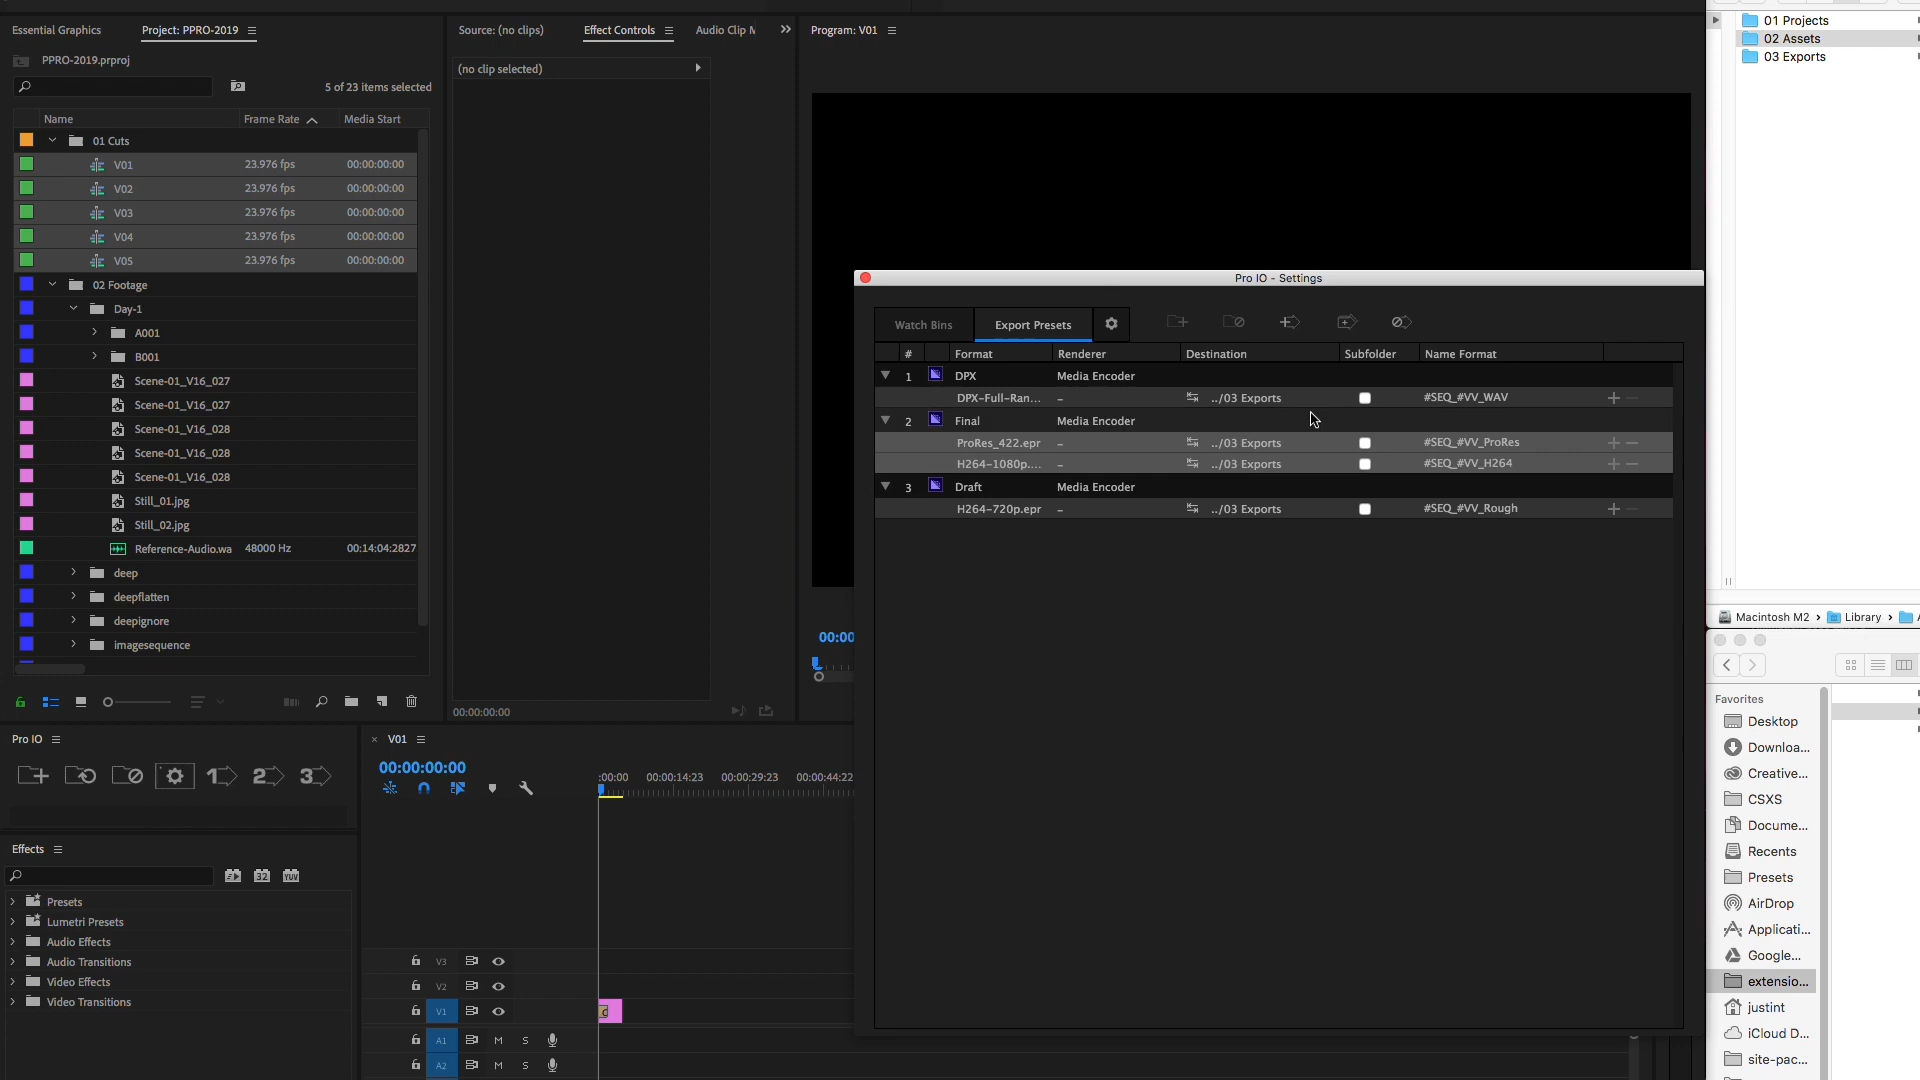 Essential Graphics
Project: PPRO-2019
PPRO-2019.prproj
5 of 23 items selected
Name Frame Rate Media Start
01 Cuts
V01 23.976 fps 00:00:00:00
V02 23.976 fps 00:00:00:00
V03 23.976 fps 00:00:00:00
V04 23.976 fps 00:00:00:00
V05 23.976 fps 00:00:00:00
02 Footage
Day-1
A001
B001
Scene-01_V16_027
Scene-01_V16_027
Scene-01_V16_028
Scene-01_V16_028
Scene-01_V16_028
Still_01.jpg
Still_02.jpg
Reference-Audio.wa 48000 Hz 00:14:04:2827
deep
deepflatten
deepignore
imagesequence
Source: (no clips)
Effect Controls
Audio Clip M
(no clip selected)
00:00:00:00
Program: V01
00:00
Pro IO - Settings
Watch Bins
Export Presets
# Format Renderer Destination Subfolder Name Format
1 DPX Media Encoder
DPX-Full-Ran... – ../03 Exports #SEQ_#VV_WAV
2 Final Media Encoder
ProRes_422.epr – ../03 Exports #SEQ_#VV_ProRes
H264-1080p.... – ../03 Exports #SEQ_#VV_H264
3 Draft Media Encoder
H264-720p.epr – ../03 Exports #SEQ_#VV_Rough
Pro IO
1 2 3
Effects
32 YUV
Presets
Lumetri Presets
Audio Effects
Audio Transitions
Video Effects
Video Transitions
× V01
00:00:00:00
:00:00 00:00:14:23 00:00:29:23 00:00:44:22
V3
V2
V1
A1 M S
A2 M S
01 Projects
02 Assets
03 Exports
Macintosh M2 › Library ›
Favorites
Desktop
Downloa...
Creative...
CSXS
Docume...
Recents
Presets
AirDrop
Applicati...
Google...
extensio...
justint
iCloud D...
site-pac...